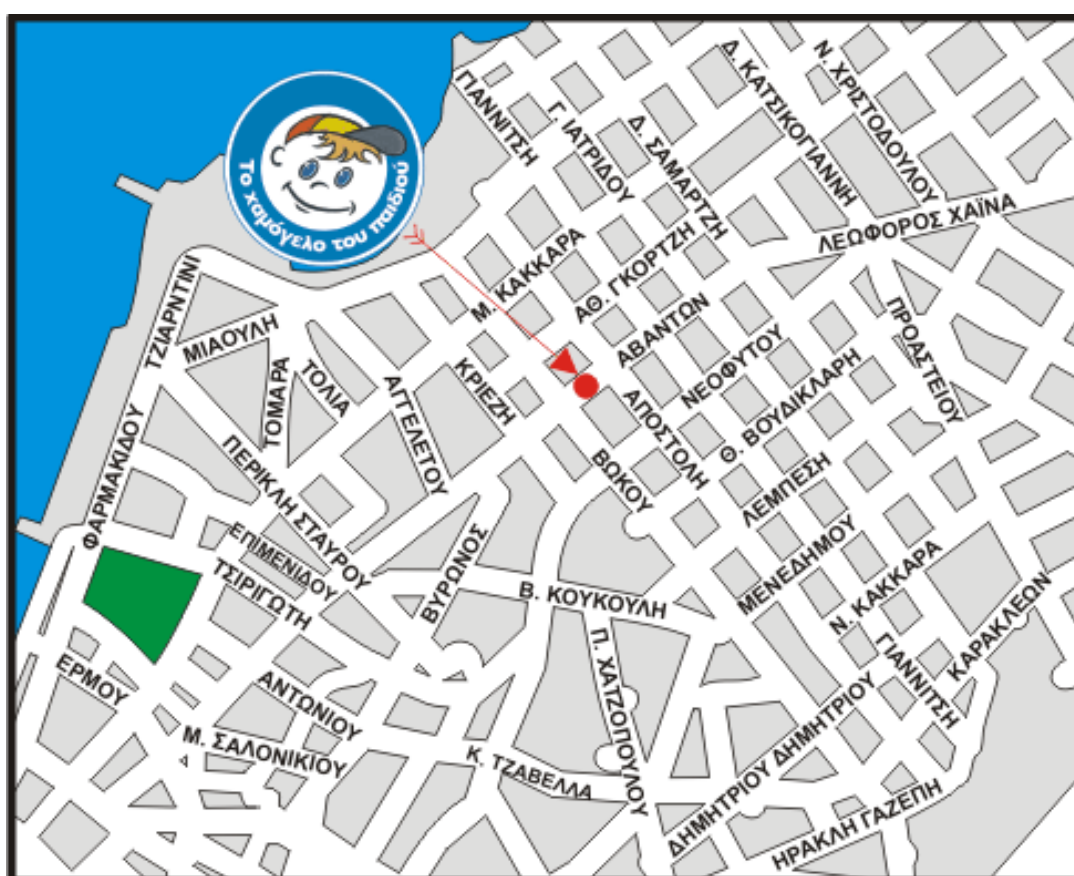 ΓΙΑΝΝΙΤΣΗ
Γ. ΙΑΤΡΙΔΟΥ
Δ. ΣΑΜΑΡΤΖΗ
Δ. ΚΑΤΣΙΚΟΓΙΑΝΝΗ
Ν. ΧΡΙΣΤΟΔΟΥΛΟΥ
Το χαμόγελο του παιδιού
ΛΕΩΦΟΡΟΣ ΧΑΪΝΑ
Μ. ΚΑΚΚΑΡΑ
ΑΘ. ΓΚΟΡΤΖΗ
ΑΒΑΝΤΩΝ
ΝΕΟΦΥΤΟΥ
ΠΡΟΑΣΤΕΙΟΥ
ΤΖΙΑΡΝΤΙΝΙ
ΜΙΑΟΥΛΗ
ΤΟΜΑΡΑ
ΤΟΛΙΑ
ΑΓΓΕΛΕΤΟΥ
ΚΡΙΕΖΗ
ΑΠΟΣΤΟΛΗ
Θ. ΒΟΥΔΙΚΛΑΡΗ
ΦΑΡΜΑΚΙΔΟΥ
ΠΕΡΙΚΛΗ ΣΤΑΥΡΟΥ
ΒΩΚΟΥ
ΛΕΜΠΕΣΗ
ΕΠΙΜΕΝΙΔΟΥ
ΤΣΙΡΙΓΩΤΗ
ΒΥΡΩΝΟΣ
Β. ΚΟΥΚΟΥΛΗ
ΜΕΝΕΔΗΜΟΥ
Ν. ΚΑΚΚΑΡΑ
ΚΑΡΑΚΛΕΩΝ
ΓΙΑΝΝΙΤΣΗ
ΕΡΜΟΥ
ΑΝΤΩΝΙΟΥ
Μ. ΣΑΛΟΝΙΚΙΟΥ
Κ. ΤΖΑΒΕΛΛΑ
Π. ΧΑΤΖΟΠΟΥΛΟΥ
ΔΗΜΗΤΡΙΟΥ ΔΗΜΗΤΡΙΟΥ
ΗΡΑΚΛΗ ΓΑΖΕΠΗ